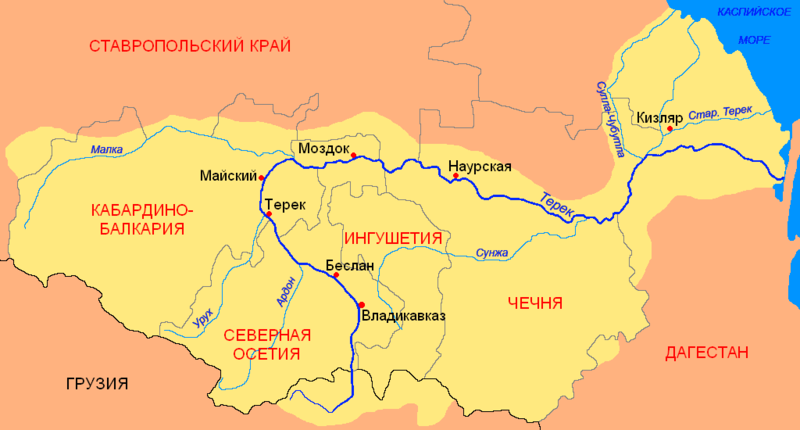 КАСПИЙСКОЕ
МОРЕ
СТАВРОПОЛЬСКИЙ КРАЙ
Сулла-Чубутла
Кизляр
Стар. Терек
Малка
Моздок
Наурская
Майский
Терек
Терек
КАБАРДИНО-
БАЛКАРИЯ
ИНГУШЕТИЯ
Сунжа
Беслан
Ардон
Урух
Владикавказ
ЧЕЧНЯ
СЕВЕРНАЯ
ОСЕТИЯ
ДАГЕСТАН
ГРУЗИЯ